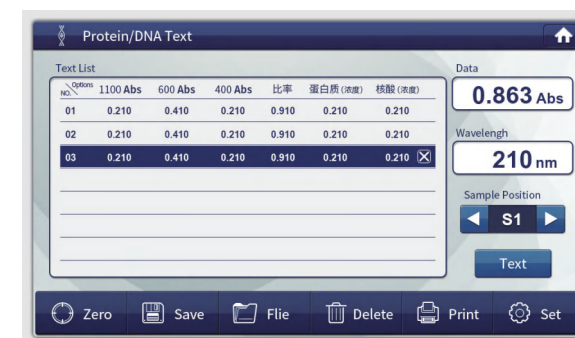 Protein/DNA Text
Text List
Data
Options
NO.
1100 Abs 600 Abs 400 Abs 比率 蛋白质(浓度) 核酸(浓度)
01 0.210 0.410 0.210 0.910 0.210 0.210
02 0.210 0.410 0.210 0.910 0.210 0.210
03 0.210 0.410 0.210 0.910 0.210 0.210
0.863 Abs
Wavelengh
210 nm
Sample Position
S1
Text
Zero Save Flie Delete Print Set